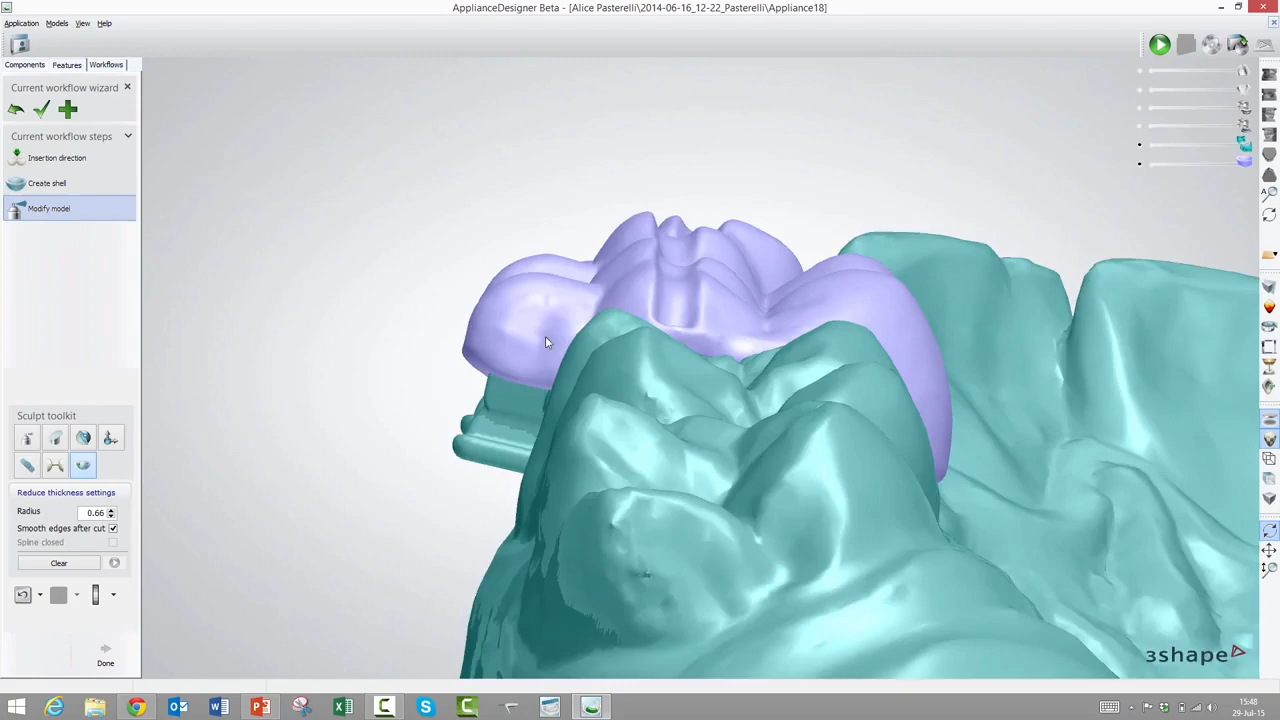 ApplianceDesigner Beta - [Alice Pasterelli\2014-06-16_12-22_Pasterelli\Appliance18]
Application Models View Help
Components Features Workflows
Current workflow wizard
Current workflow steps
Insertion direction
Create shell
Modify model
Sculpt toolkit
Reduce thickness settings
Radius 0.66
Smooth edges after cut
Spline closed
Clear
Done
3shape
15:48
29-Jul-15